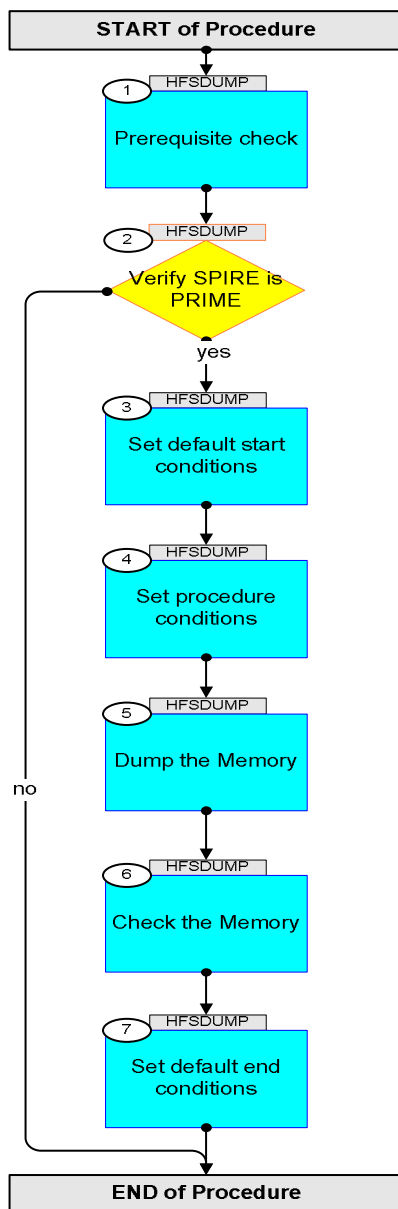 START of Procedure
HFSDUMP
1
Prerequisite check
HFSDUMP
2
Verify SPIRE is
PRIME
yes
HFSDUMP
3
Set default start
conditions
HFSDUMP
4
Set procedure
conditions
HFSDUMP
5
Dump the Memory
no
HFSDUMP
6
Check the Memory
HFSDUMP
7
Set default end
conditions
END of Procedure